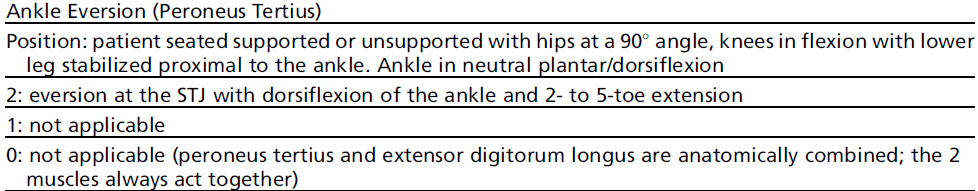 Ankle Eversion (Peroneus Tertius)
Position: patient seated supported or unsupported with hips at a 90° angle, knees in flexion with lower
leg stabilized proximal to the ankle. Ankle in neutral plantar/dorsiflexion
2: eversion at the STJ with dorsiflexion of the ankle and 2- to 5-toe extension
1: not applicable
0: not applicable (peroneus tertius and extensor digitorum longus are anatomically combined; the 2
muscles always act together)